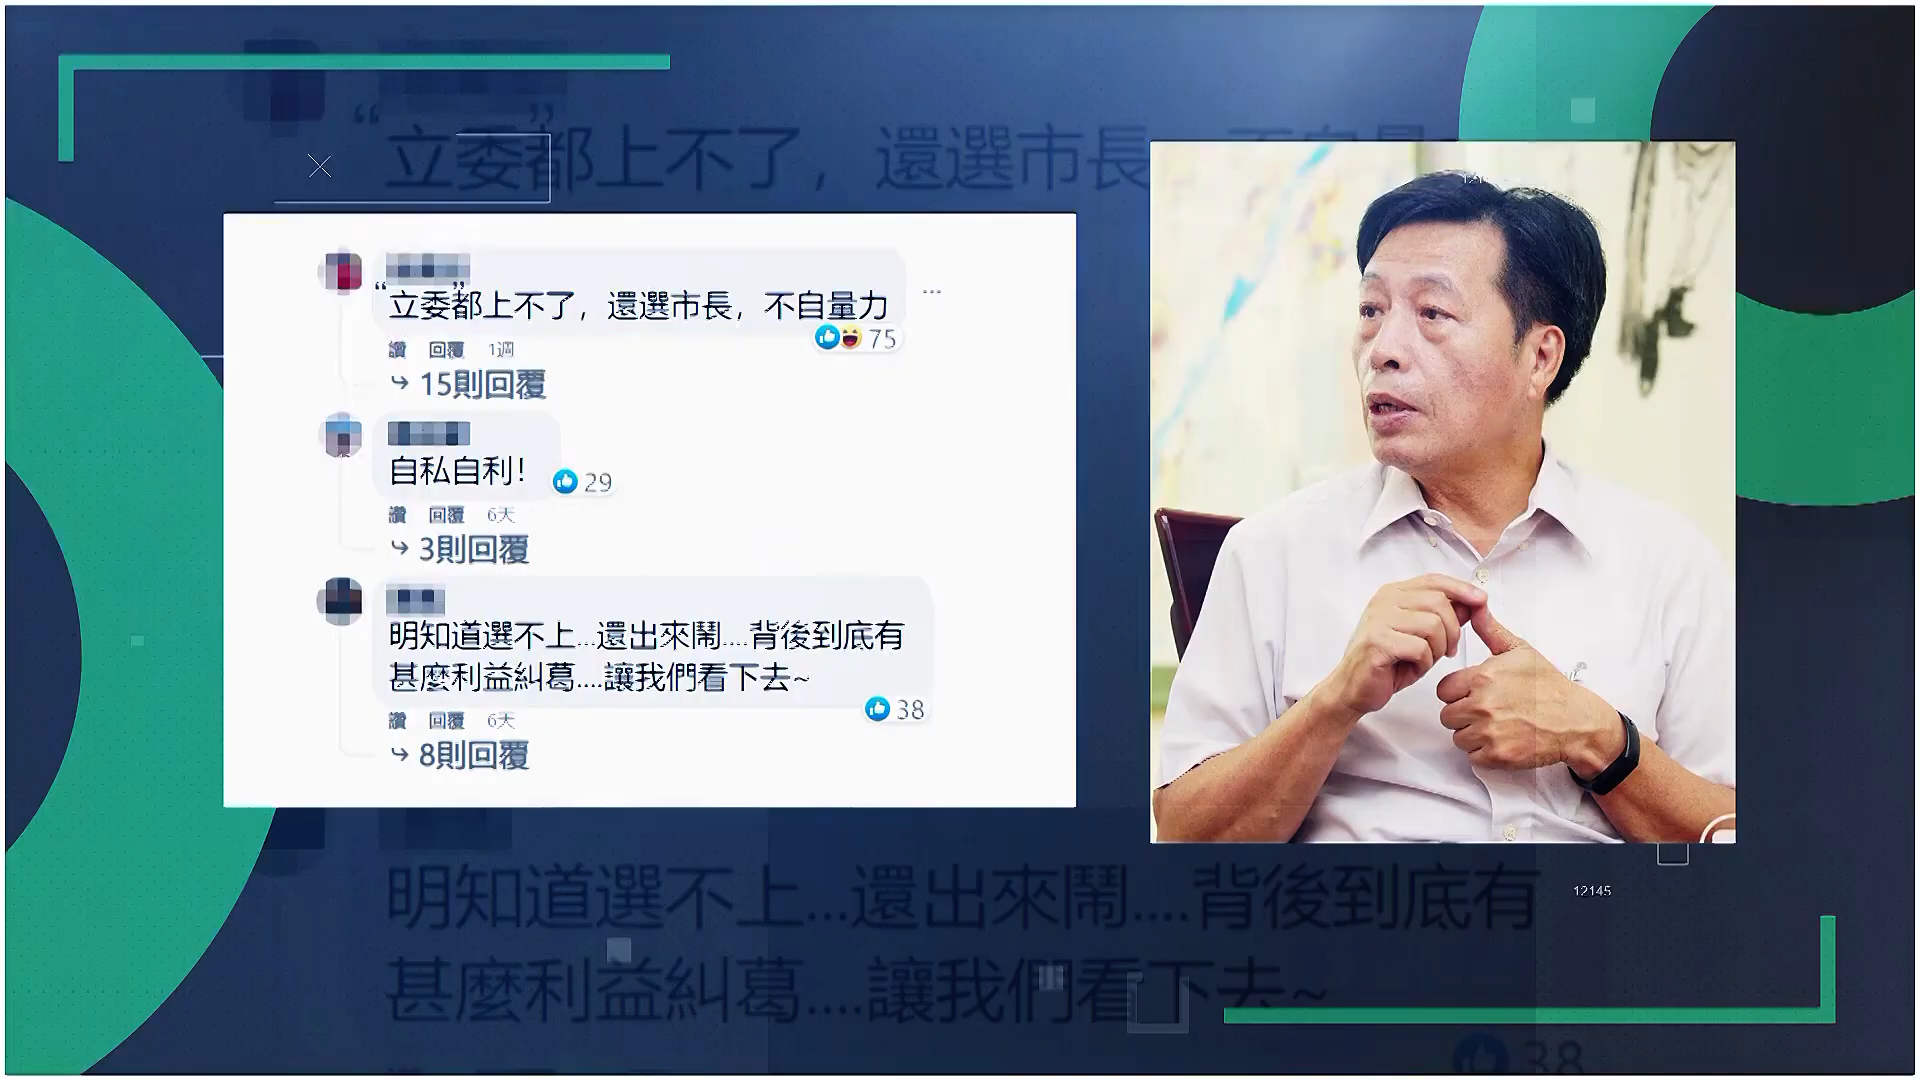 “立委都上不了，還選市長，
“ ”
立委都上不了，還選市長，不自量力
…
75
讚 回覆 1週
15則回覆
自私自利！
29
讚 回覆 6天
3則回覆
明知道選不上...還出來鬧....背後到底有
甚麼利益糾葛....讓我們看下去~
38
讚 回覆 6天
8則回覆
12145
明知道選不上...還出來鬧....背後到底有
甚麼利益糾葛....讓我們看下去~
38